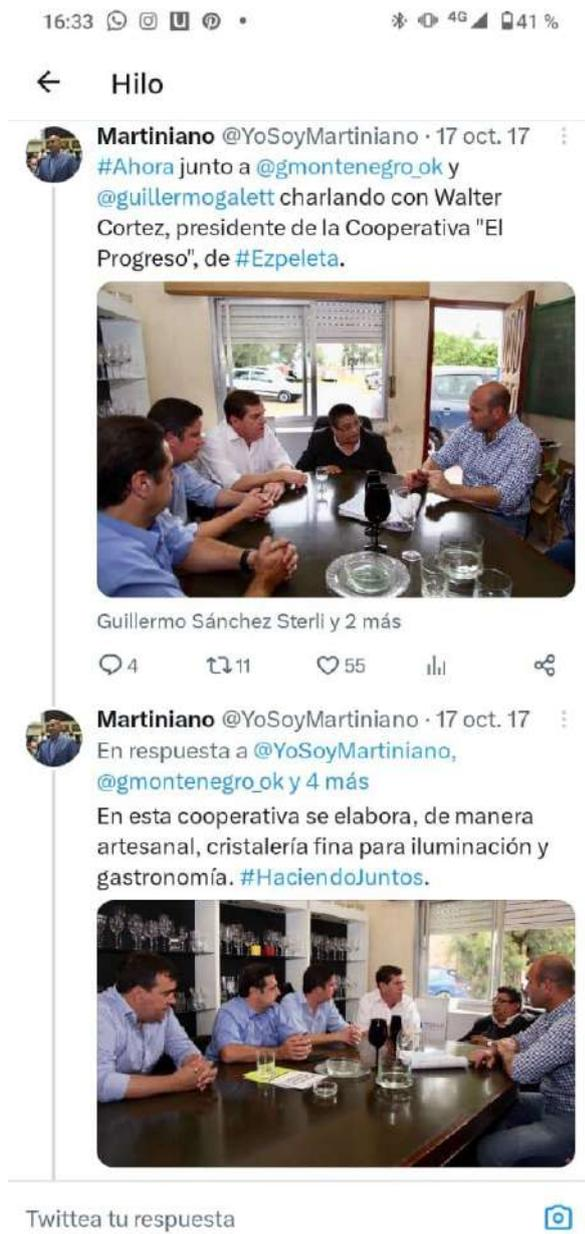 16:33 4G 41 %
Hilo
Martiniano @YoSoyMartiniano · 17 oct. 17
#Ahora junto a @gmontenegro_ok y
@guillermogalett charlando con Walter
Cortez, presidente de la Cooperativa "El
Progreso", de #Ezpeleta.
Guillermo Sánchez Sterli y 2 más
4 11 55
Martiniano @YoSoyMartiniano · 17 oct. 17
En respuesta a @YoSoyMartiniano,
@gmontenegro_ok y 4 más
En esta cooperativa se elabora, de manera
artesanal, cristalería fina para iluminación y
gastronomía. #HaciendoJuntos.
Twittea tu respuesta